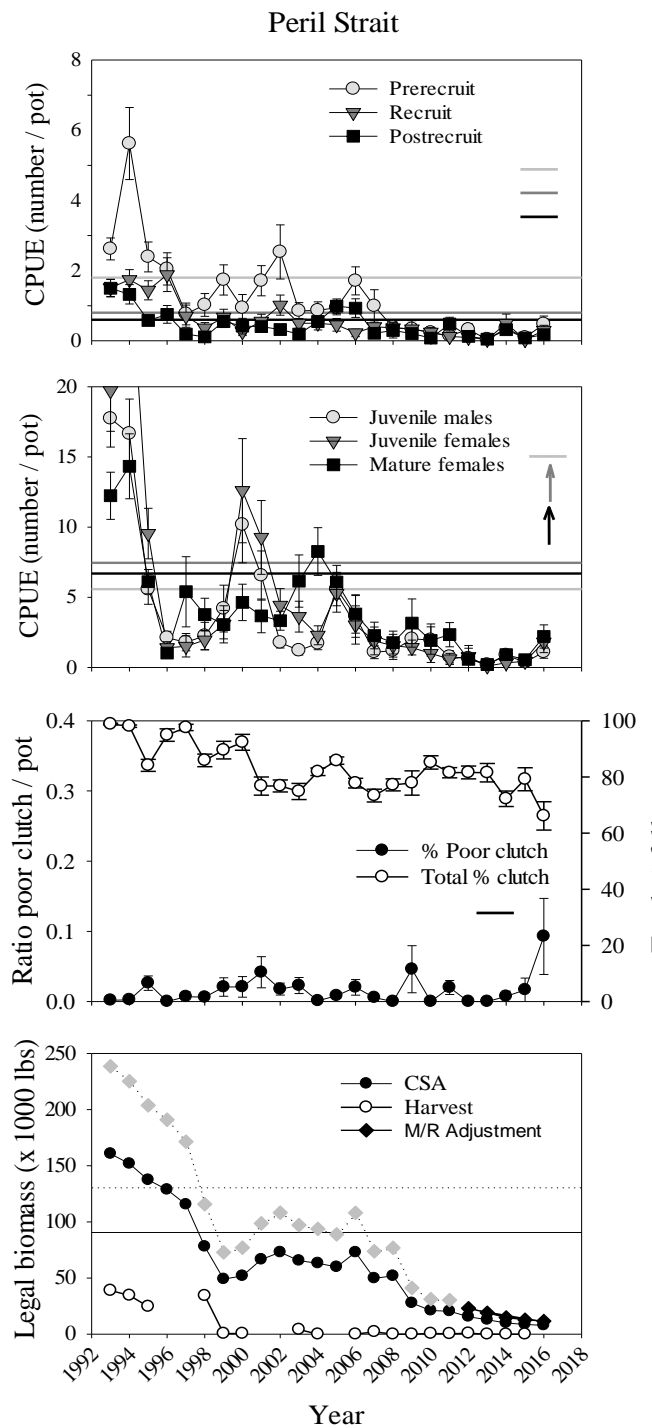 Peril Strait
8
6
4
2
0
CPUE (number / pot)
Prerecruit
Recruit
Postrecruit
20
15
10
5
0
CPUE (number / pot)
Juvenile males
Juvenile females
Mature females
0.4
0.3
0.2
0.1
0.0
Ratio poor clutch / pot
% Poor clutch
Total % clutch
100
80
60
40
20
0
250
200
150
100
50
0
Legal biomass (x 1000 lbs)
CSA
Harvest
M/R Adjustment
1992
1994
1996
1998
2000
2002
2004
2006
2008
2010
2012
2014
2016
2018
Year